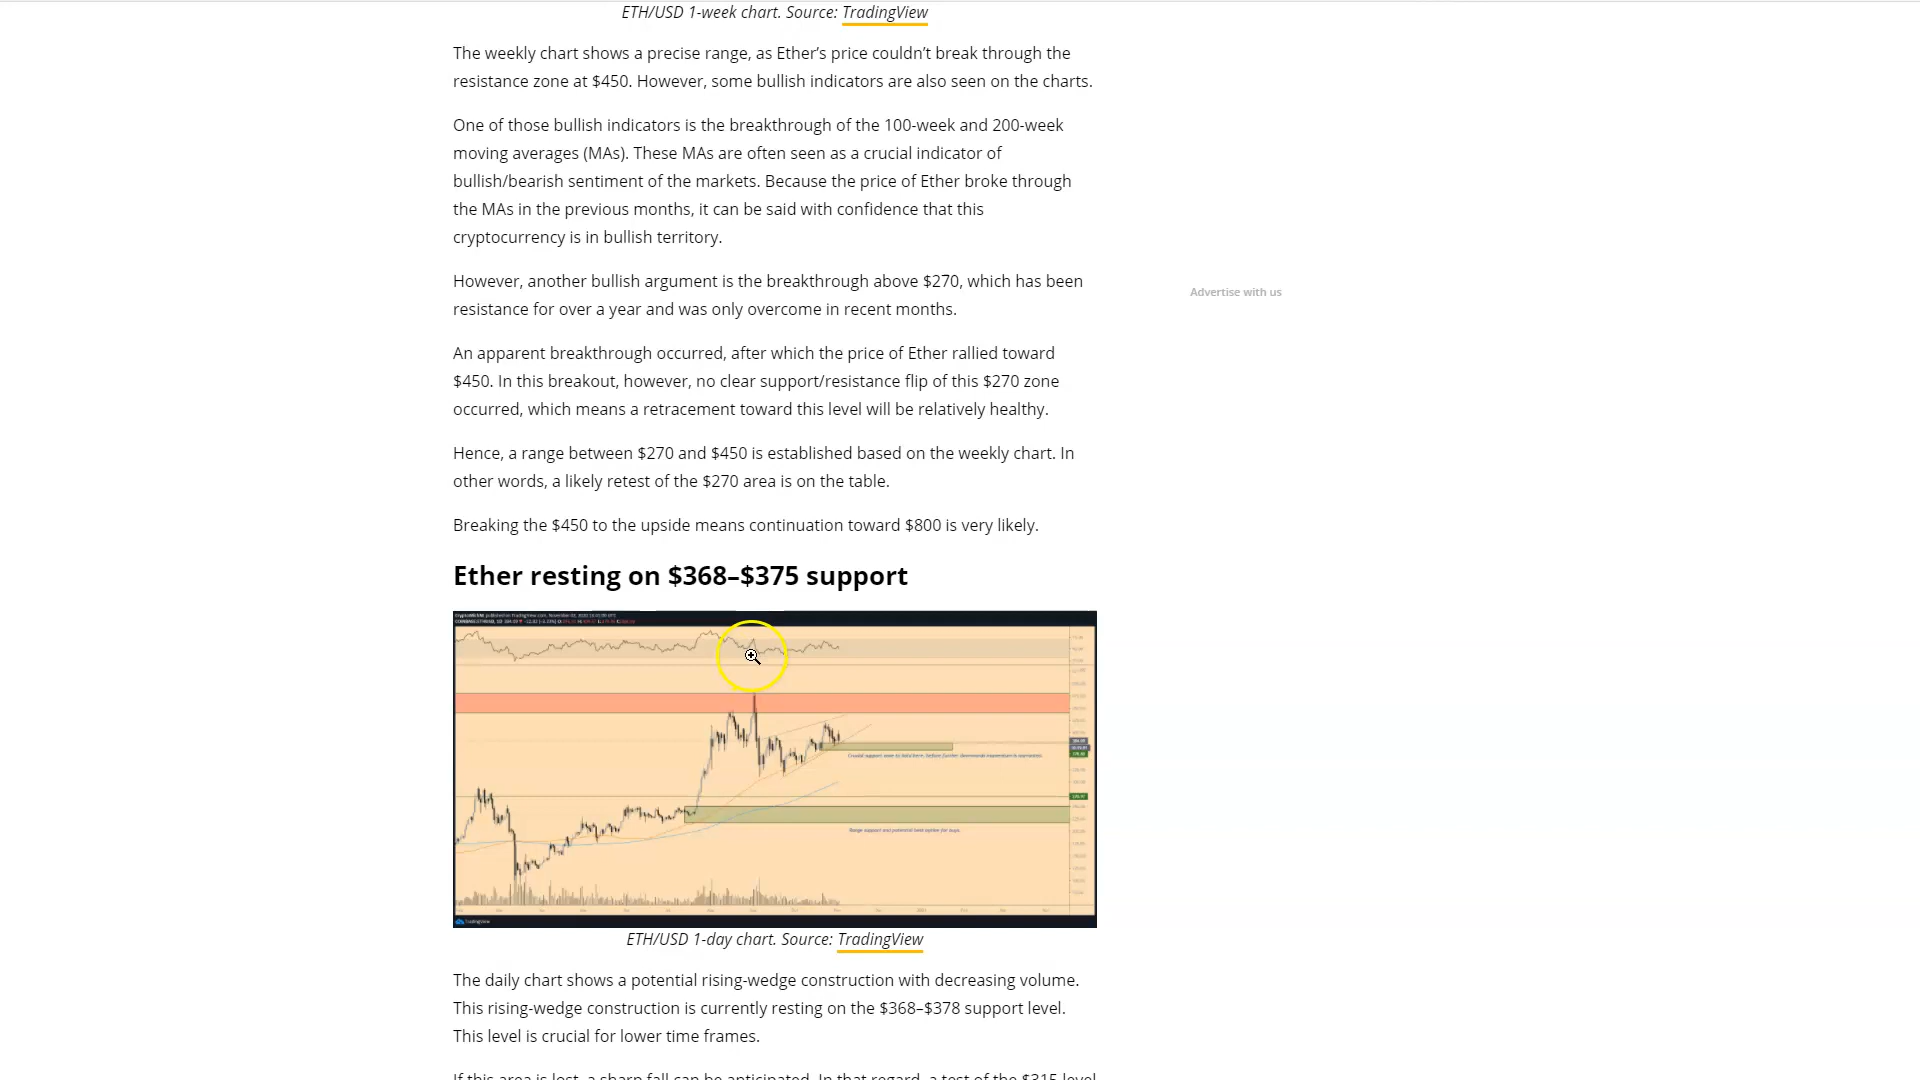 ETH/USD 1-week chart. Source: TradingView
The weekly chart shows a precise range, as Ether’s price couldn’t break through the
resistance zone at $450. However, some bullish indicators are also seen on the charts.
One of those bullish indicators is the breakthrough of the 100-week and 200-week
moving averages (MAs). These MAs are often seen as a crucial indicator of
bullish/bearish sentiment of the markets. Because the price of Ether broke through
the MAs in the previous months, it can be said with confidence that this
cryptocurrency is in bullish territory.
However, another bullish argument is the breakthrough above $270, which has been
resistance for over a year and was only overcome in recent months.
Advertise with us
An apparent breakthrough occurred, after which the price of Ether rallied toward
$450. In this breakout, however, no clear support/resistance flip of this $270 zone
occurred, which means a retracement toward this level will be relatively healthy.
Hence, a range between $270 and $450 is established based on the weekly chart. In
other words, a likely retest of the $270 area is on the table.
Breaking the $450 to the upside means continuation toward $800 is very likely.
Ether resting on $368–$375 support
TradingView
ETH/USD 1-day chart. Source: TradingView
The daily chart shows a potential rising-wedge construction with decreasing volume.
This rising-wedge construction is currently resting on the $368–$378 support level.
This level is crucial for lower time frames.
If this area is lost, a sharp fall can be anticipated. In that regard, a test of the $315 level